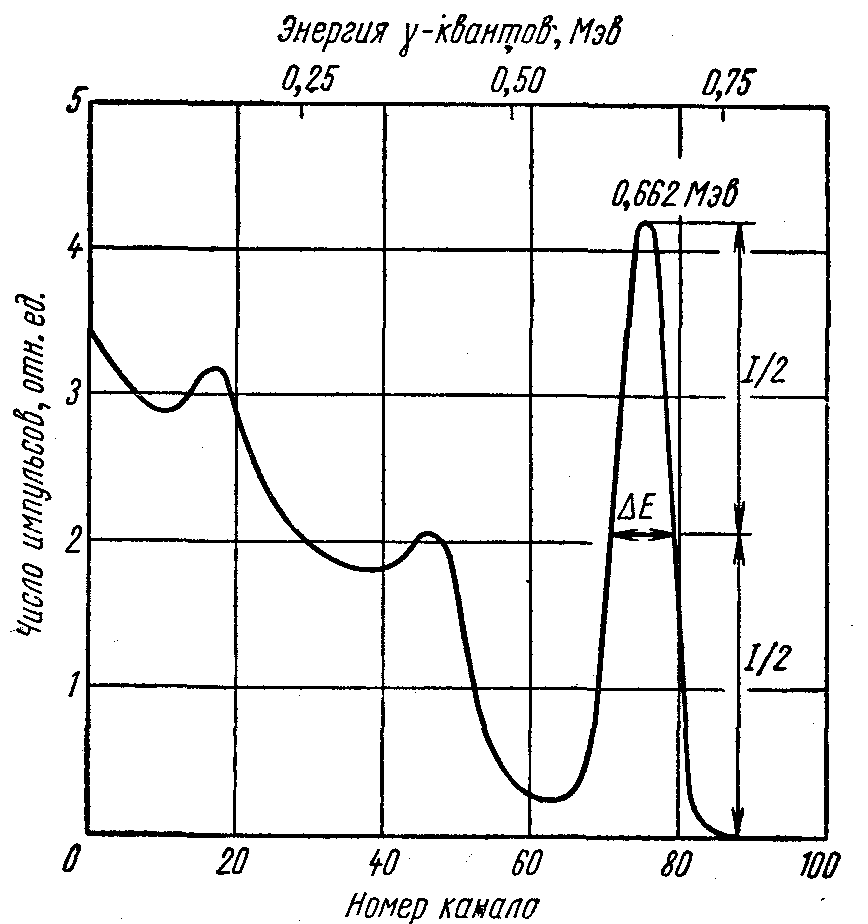 Энергия γ-квантов, Мэв
0,25 0,50 0,75
5
0,662 Мэв
4
I/2
3
ΔE
2
I/2
1
0 20 40 60 80 100
Номер канала
Число импульсов, отн. ед.